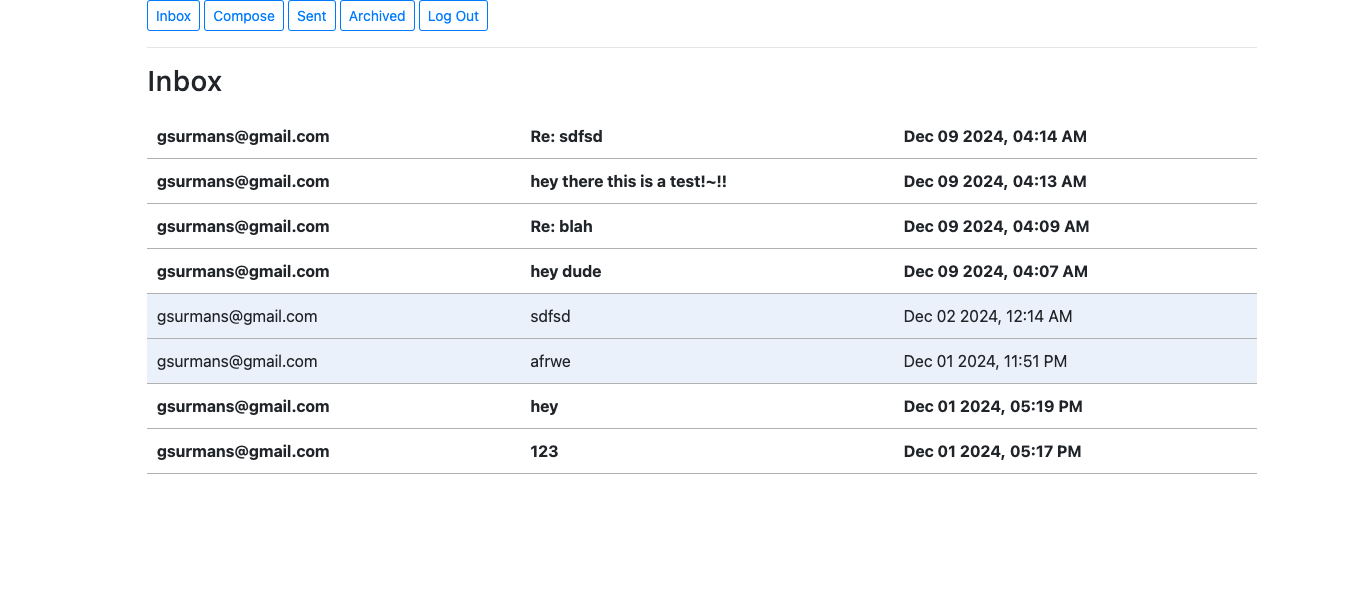 Inbox Compose Sent Archived Log Out
Inbox
gsurmans@gmail.com Re: sdfsd Dec 09 2024, 04:14 AM
gsurmans@gmail.com hey there this is a test!~!! Dec 09 2024, 04:13 AM
gsurmans@gmail.com Re: blah Dec 09 2024, 04:09 AM
gsurmans@gmail.com hey dude Dec 09 2024, 04:07 AM
gsurmans@gmail.com sdfsd Dec 02 2024, 12:14 AM
gsurmans@gmail.com afrwe Dec 01 2024, 11:51 PM
gsurmans@gmail.com hey Dec 01 2024, 05:19 PM
gsurmans@gmail.com 123 Dec 01 2024, 05:17 PM